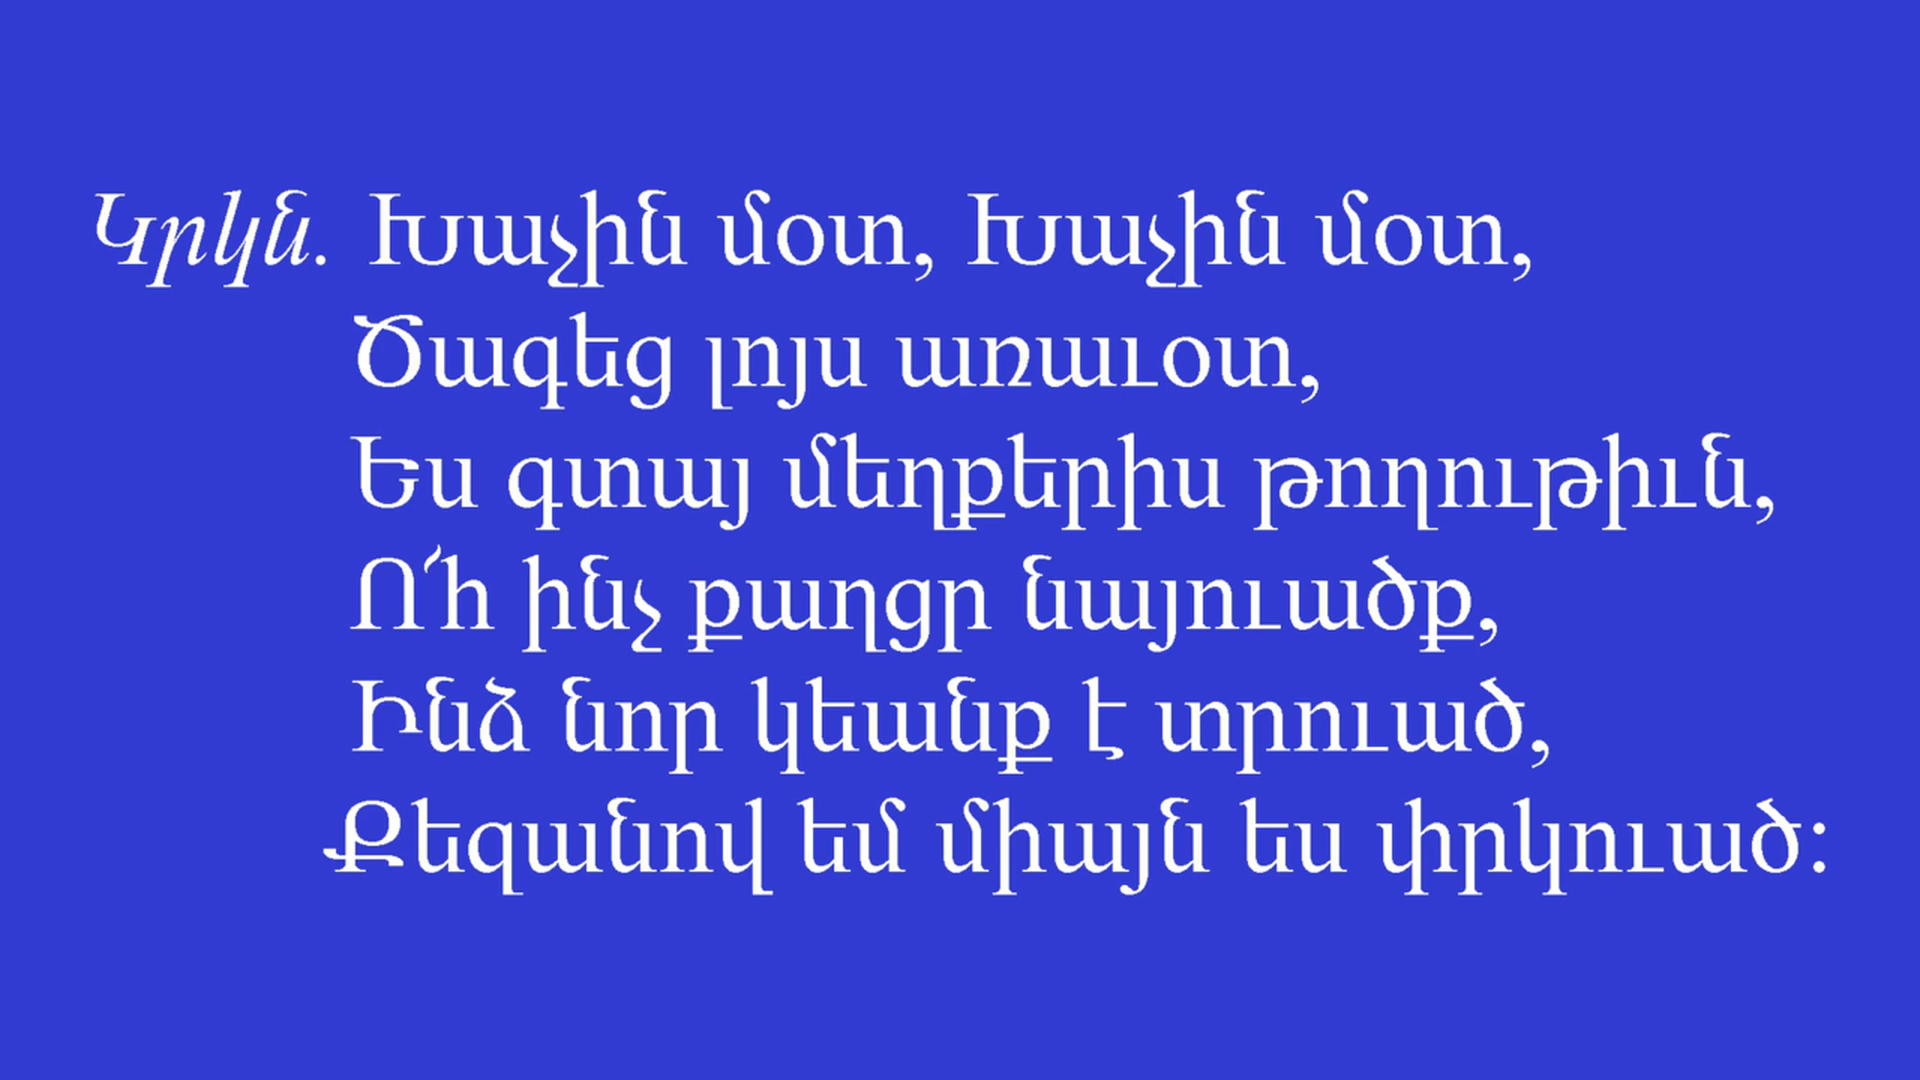 Կրկն. Խաչին մօտ, Խաչին մօտ,
Ծագեց լոյս առաւօտ,
Ես գտայ մեղքերիս թողութիւն,
Ո՜հ ինչ քաղցր նայուածք,
Ինձ նոր կեանք է տրուած,
Քեզանով եմ միայն ես փրկուած: